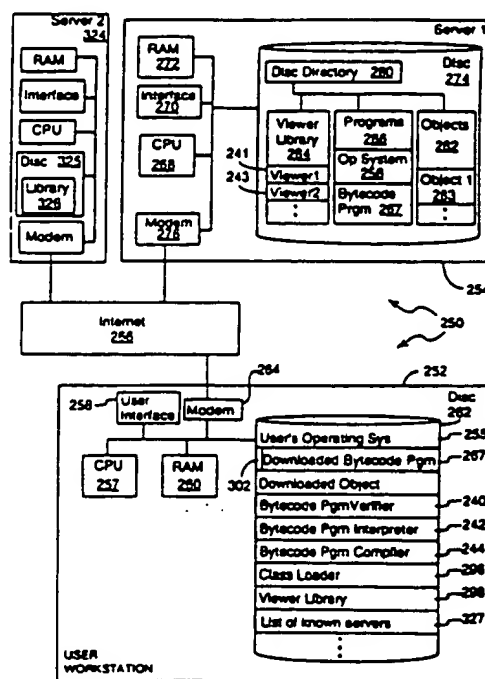 Server 2
324
RAM
Interface
CPU
Disc 325
Library
326
Modem
Server 1
RAM
272
Interface
270
CPU
268
Modem
276
Disc
274
Disc Directory 280
Viewer
Library
284
241
Viewer1
243
Viewer2
Programs
286
Op System
256
Bytecode
Prgm 267
Objects
282
Object 1
283
254
250
Internet
256
252
264
258
User
Interface
Modem
Disc
262
CPU
257
RAM
260
302
User's Operating Sys
255
Downloaded Bytecode Pgm
267
Downloaded Object
Bytecode PgmVerifier
240
Bytecode Pgm Interpreter
242
Bytecode Pgm Compiler
244
Class Loader
296
Viewer Library
298
List of known servers
327
USER
WORKSTATION